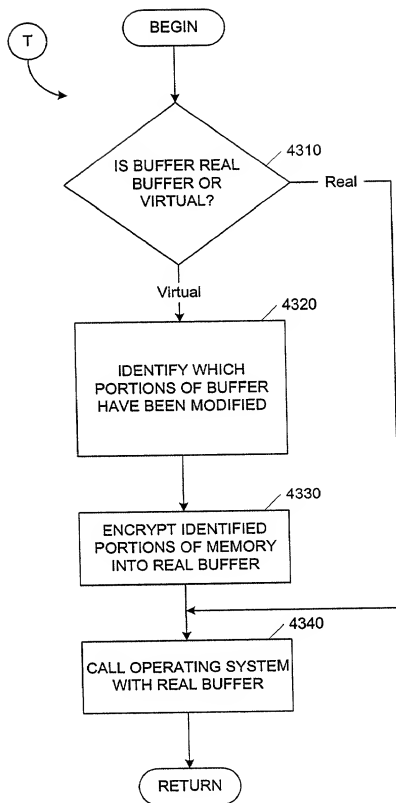 T
BEGIN
4310
IS BUFFER REAL
BUFFER OR
VIRTUAL?
Real
Virtual
4320
IDENTIFY WHICH
PORTIONS OF BUFFER
HAVE BEEN MODIFIED
4330
ENCRYPT IDENTIFIED
PORTIONS OF MEMORY
INTO REAL BUFFER
4340
CALL OPERATING SYSTEM
WITH REAL BUFFER
RETURN